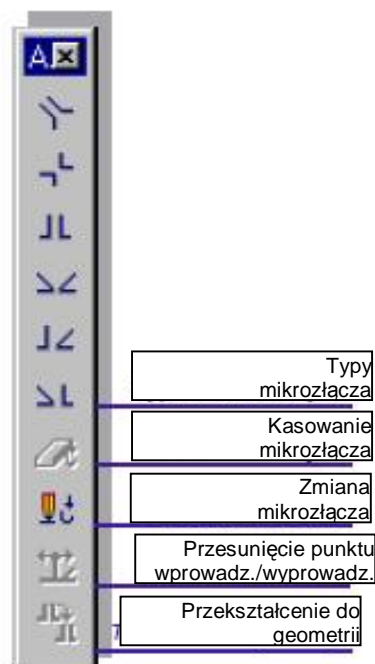 A.
Typy
mikrozłącza
Kasowanie
mikrozłącza
Zmiana
mikrozłącza
Przesunięcie punktu
wprowadz./wyprowadz.
Przekształcenie do
geometrii